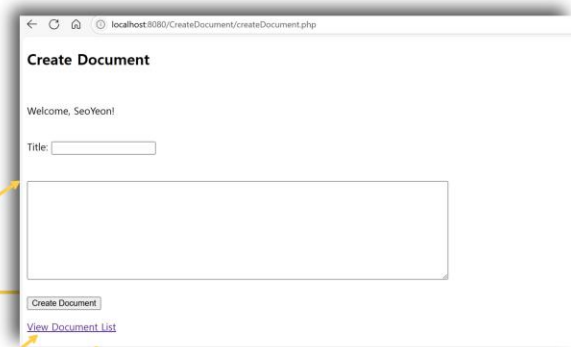 localhost:8080/CreateDocument/createDocument.php
Create Document
Welcome, SeoYeon!
Title:
Create Document
View Document List